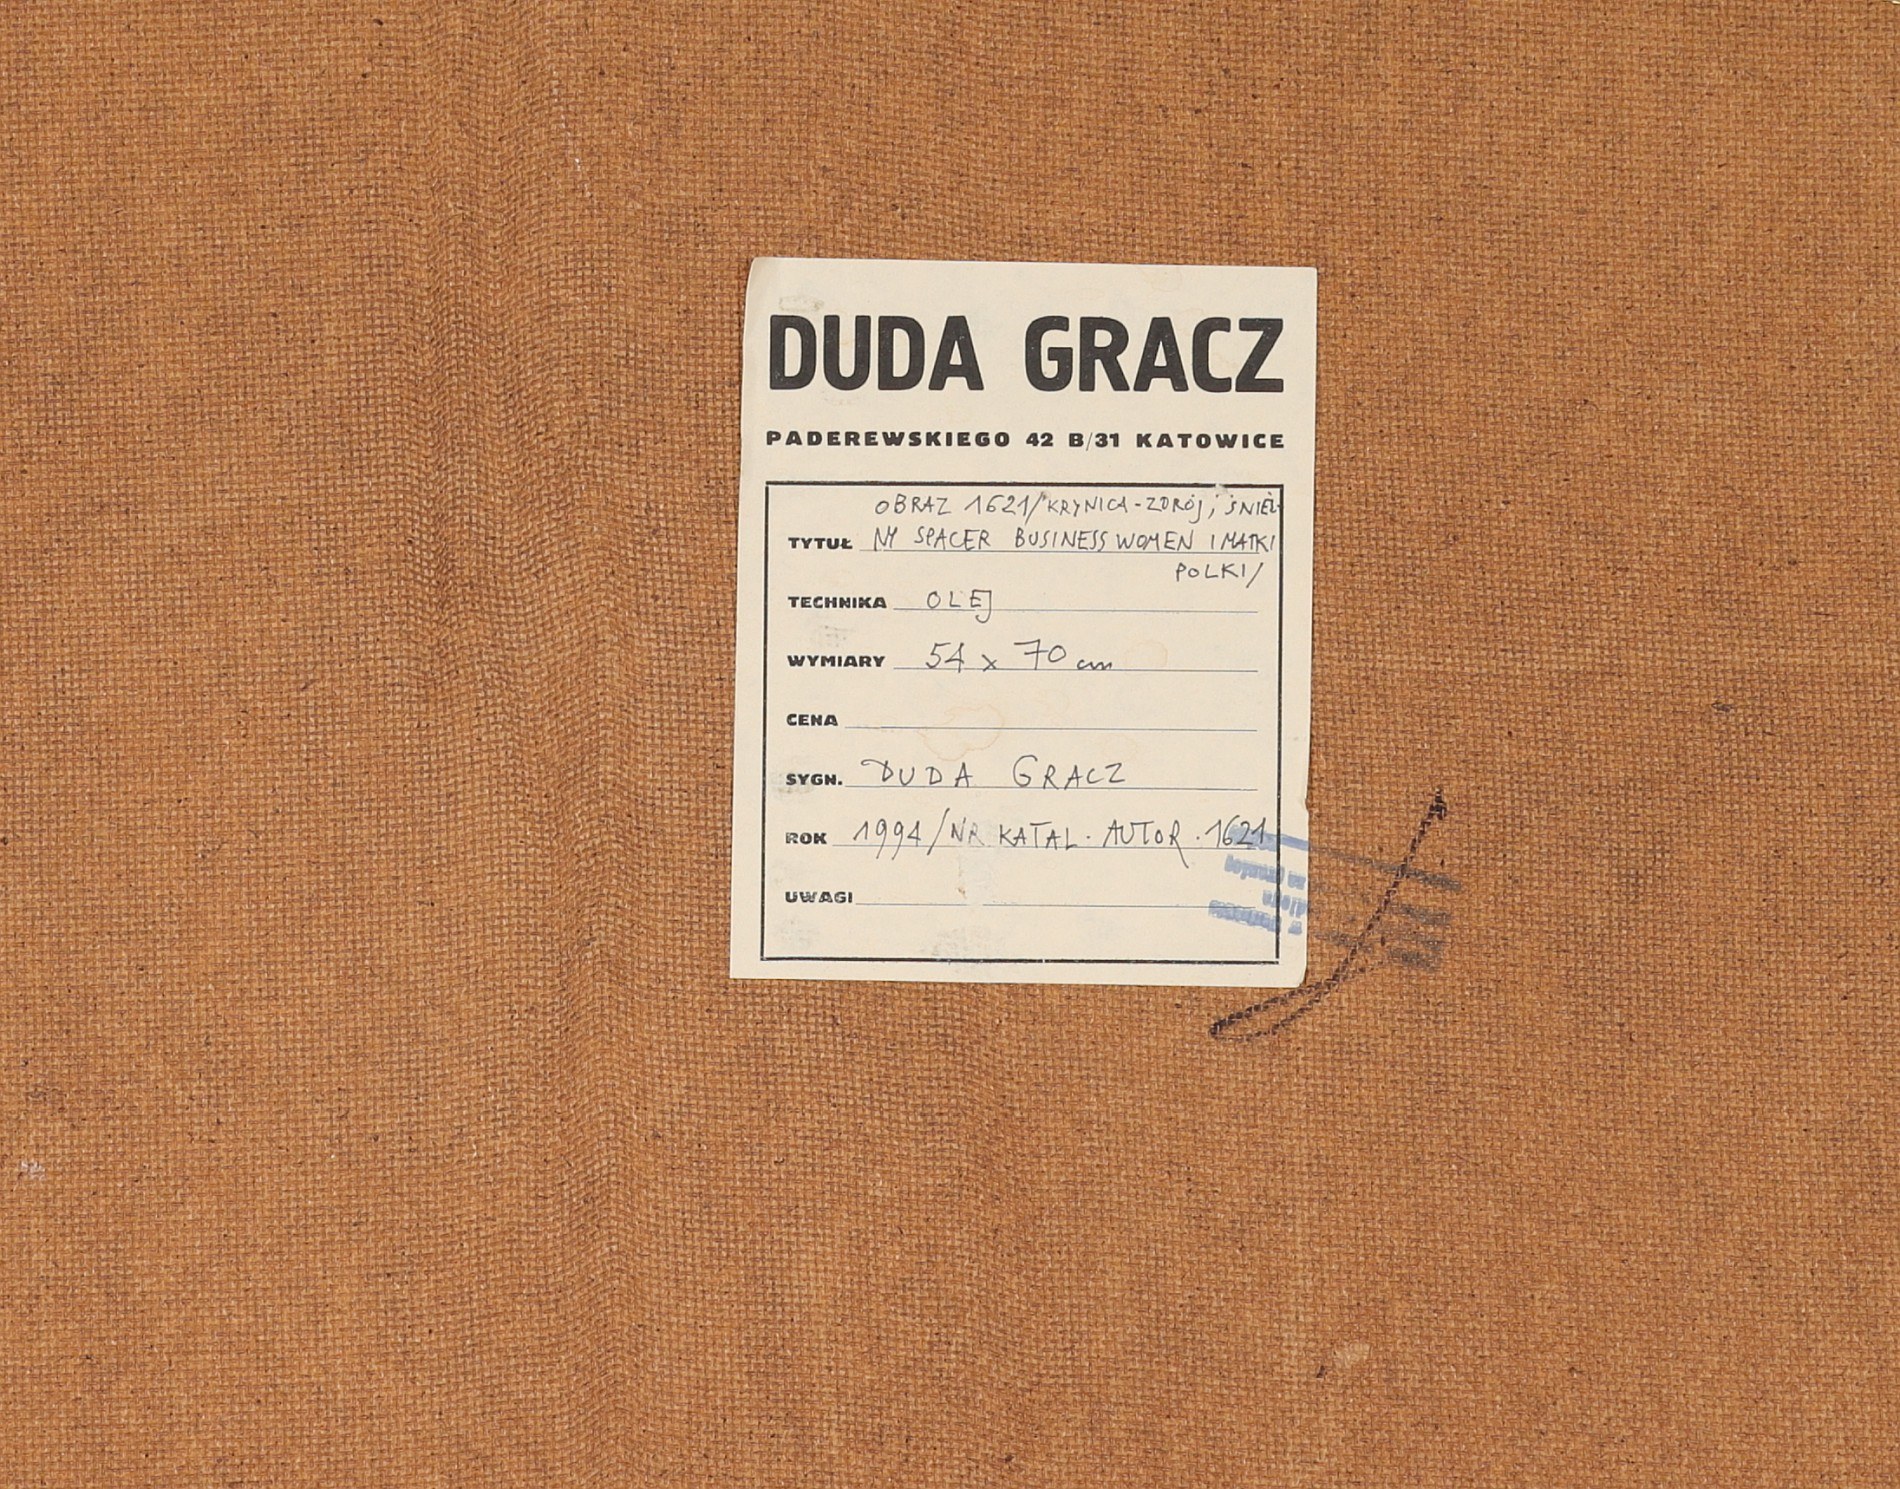 DUDA GRACZ
PADEREWSKIEGO 42 B/31 KATOWICE
OBRAZ 1621/KRYNICA-ZDRÓJ,
TYTUŁ NY SPACER BUSINESS WOMEN I MATKI
POLKI/
TECHNIKA OLEJ
WYMIARY 54 x 70 cm
CENA
SYGN. DUDA GRACZ
ROK 1994/NR KATAL. AUTOR. 1621
UWAGI